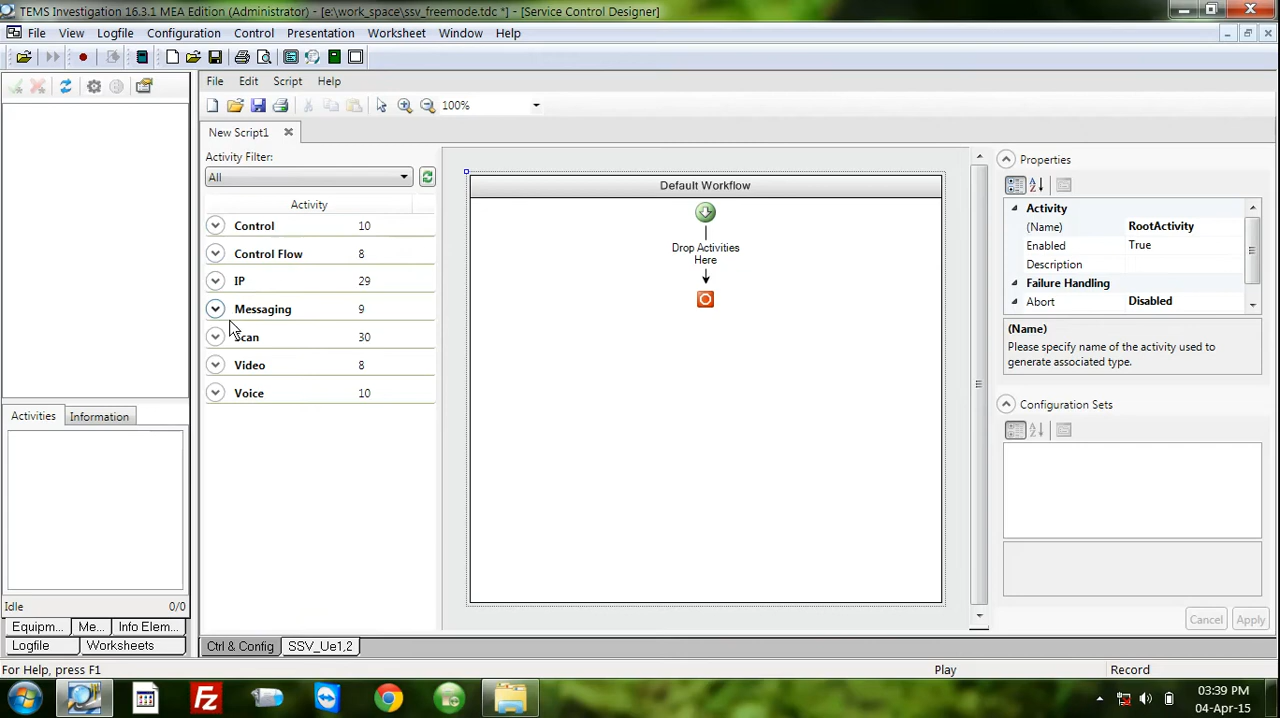 TEMS Investigation 16.3.1 MEA Edition (Administrator) - [e:\work_space\ssv_freemode.tdc *] - [Service Control Designer]
File View Logfile Configuration Control Presentation Worksheet Window Help
File Edit Script Help
100%
New Script1
Activity Filter:
All
Activity
Control 10
Control Flow 8
IP 29
Messaging 9
Scan 30
Video 8
Voice 10
Default Workflow
Drop Activities
Here
Properties
Activity
(Name) RootActivity
Enabled True
Description
Failure Handling
Abort Disabled
(Name)
Please specify name of the activity used to
generate associated type.
Configuration Sets
Cancel Apply
Activities Information
Idle 0/0
Equipm... Me... Info Elem...
Logfile Worksheets
Ctrl & Config SSV_Ue1,2
For Help, press F1 Play Record
03:39 PM
04-Apr-15